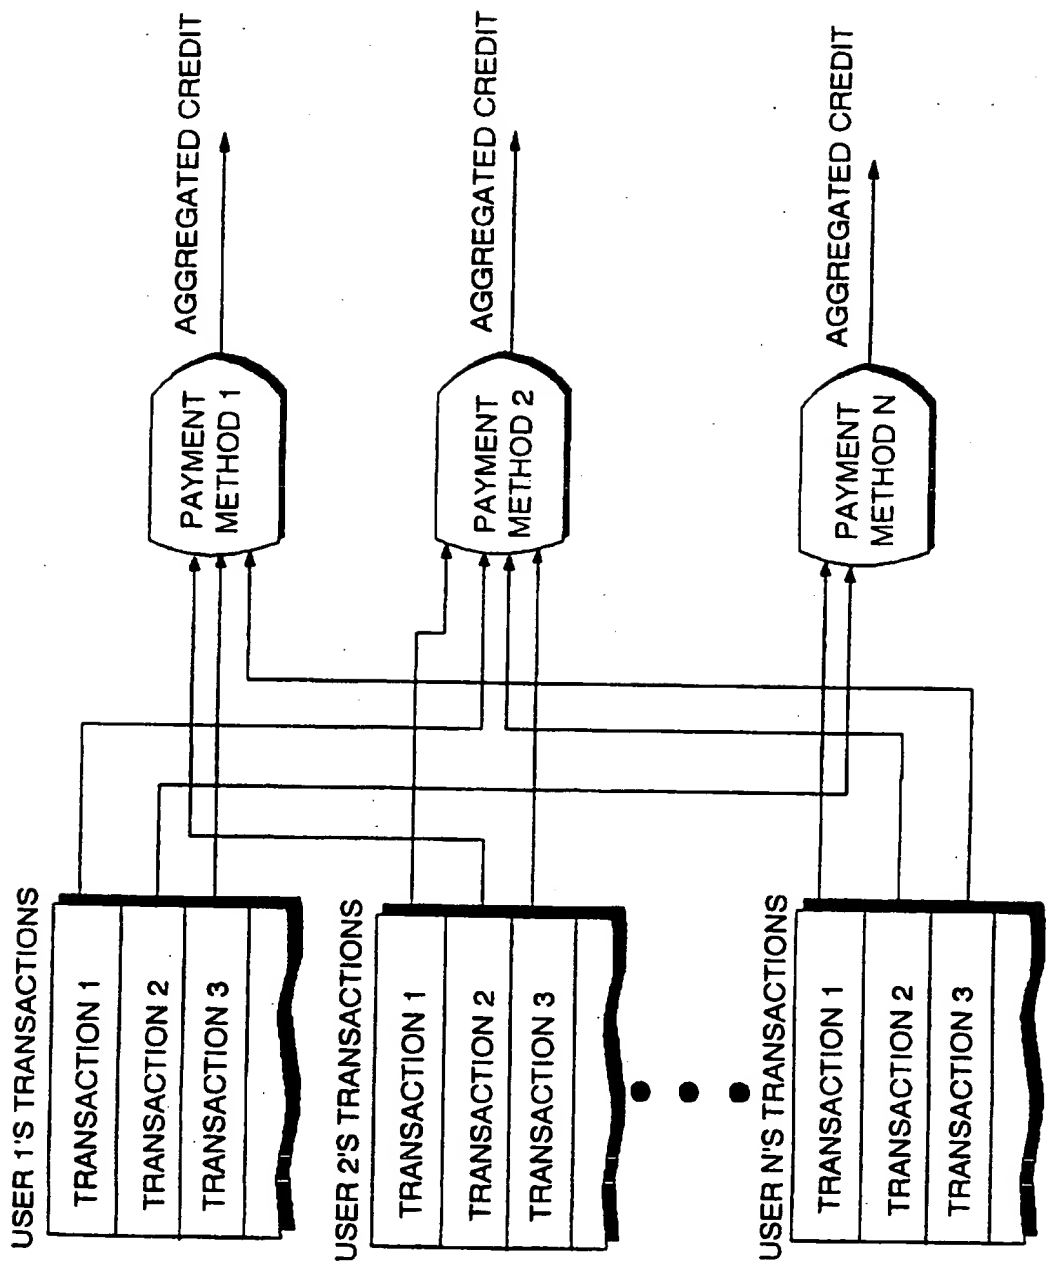 USER 1'S TRANSACTIONS
TRANSACTION 1
TRANSACTION 2
TRANSACTION 3
USER 2'S TRANSACTIONS
TRANSACTION 1
TRANSACTION 2
TRANSACTION 3
USER N'S TRANSACTIONS
TRANSACTION 1
TRANSACTION 2
TRANSACTION 3
PAYMENT
METHOD 1
PAYMENT
METHOD 2
PAYMENT
METHOD N
AGGREGATED CREDIT
AGGREGATED CREDIT
AGGREGATED CREDIT